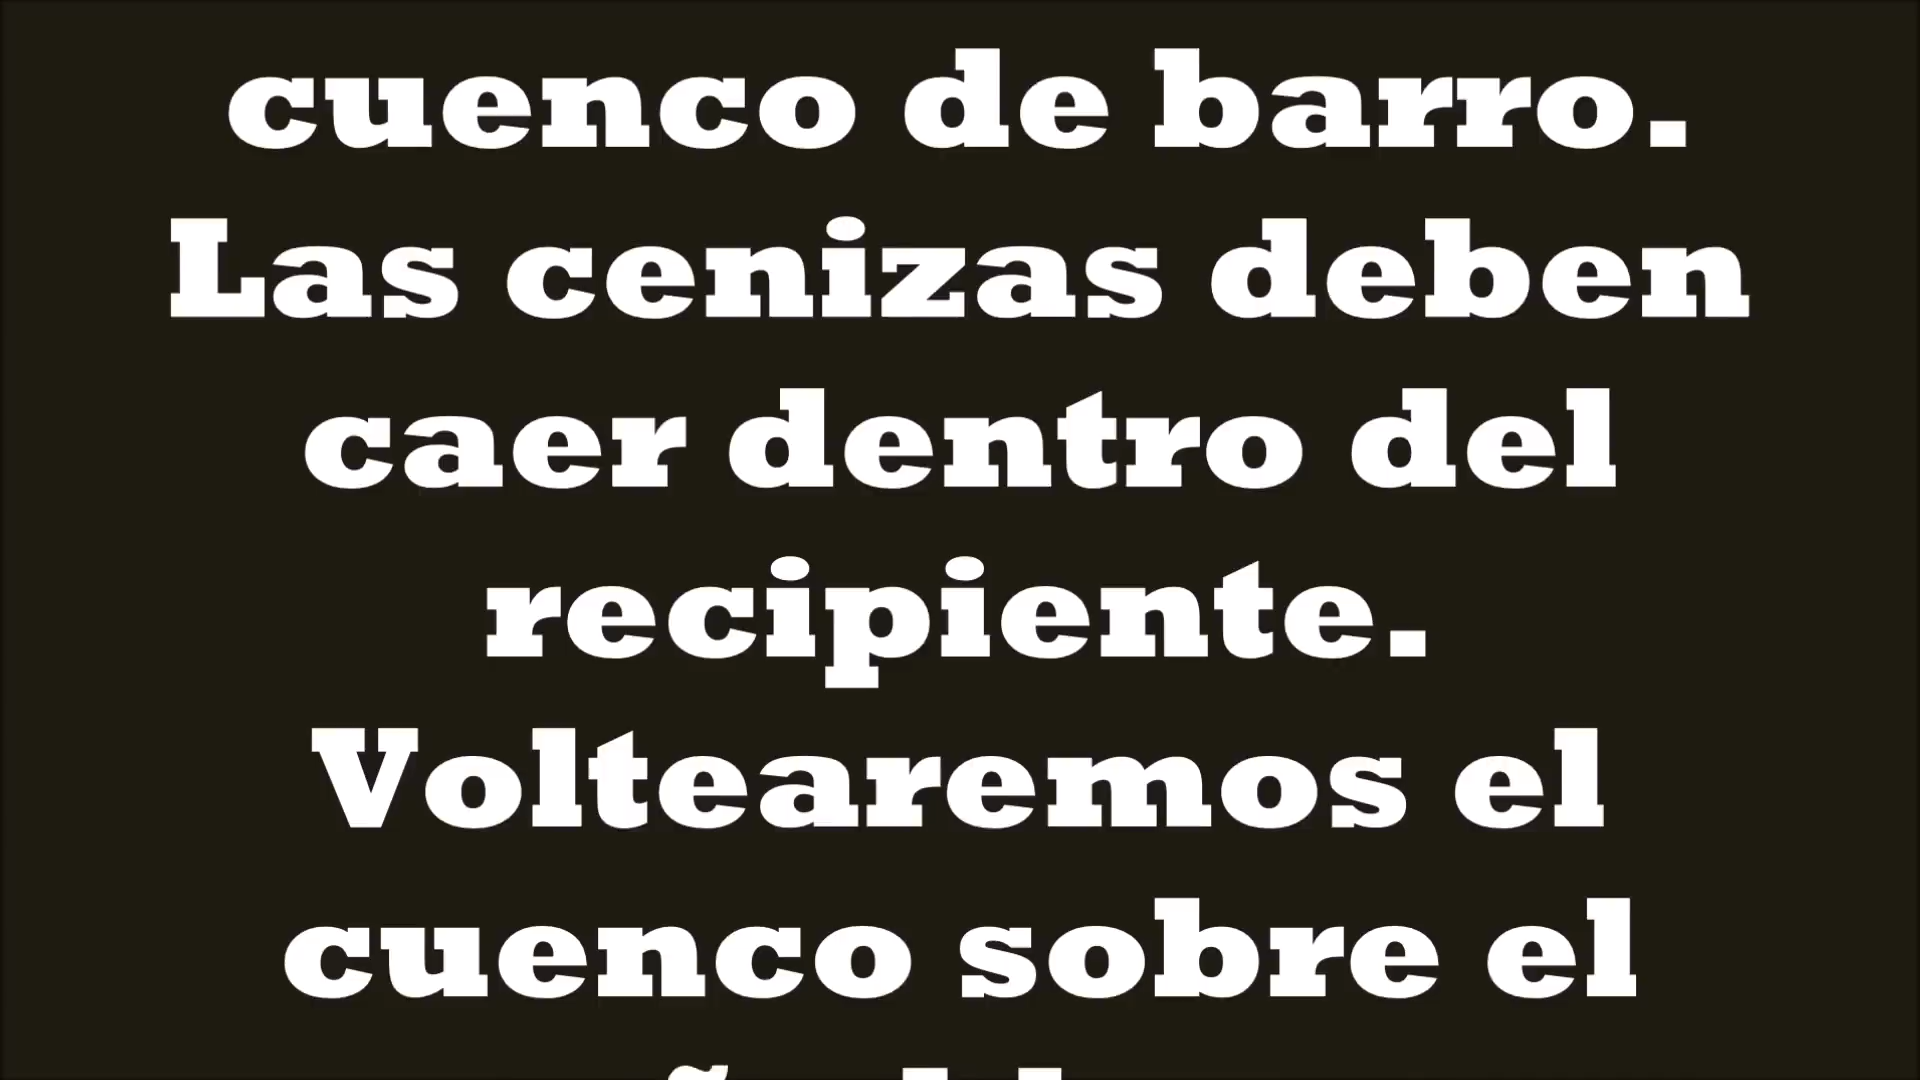 cuenco de barro.
Las cenizas deben
caer dentro del
recipiente.
Voltearemos el
cuenco sobre el